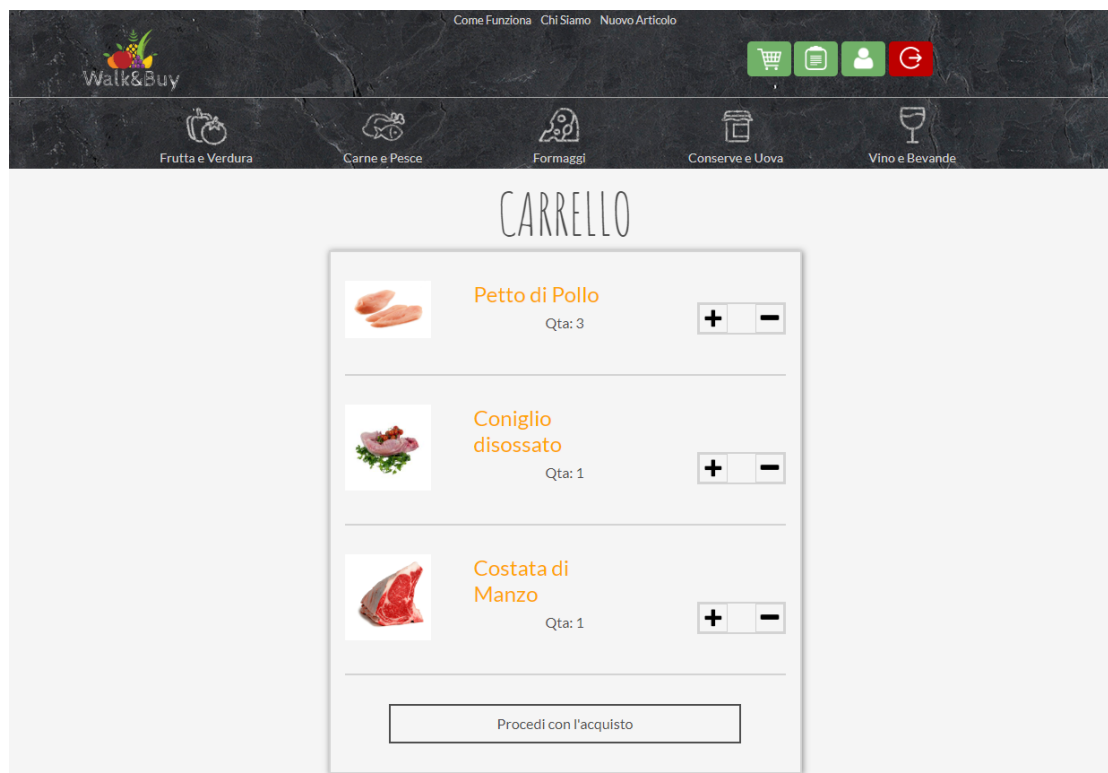 Come Funziona Chi Siamo Nuovo Articolo
Walk&Buy
Frutta e Verdura
Carne e Pesce
Formaggi
Conserve e Uova
Vino e Bevande
CARRELLO
Petto di Pollo
Qta: 3
Coniglio
disossato
Qta: 1
Costata di
Manzo
Qta: 1
Procedi con l'acquisto